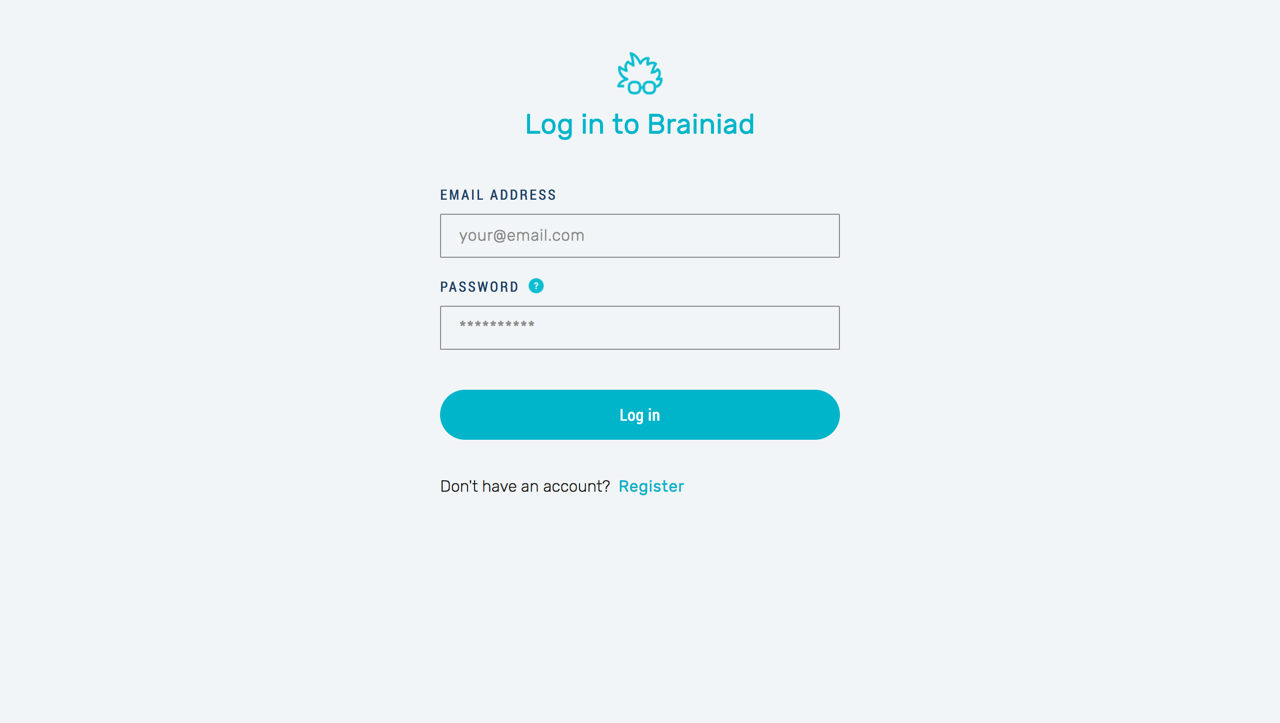 Log in to Brainiad
EMAIL ADDRESS
your@email.com
PASSWORD ?
**********
Log in
Don't have an account? Register